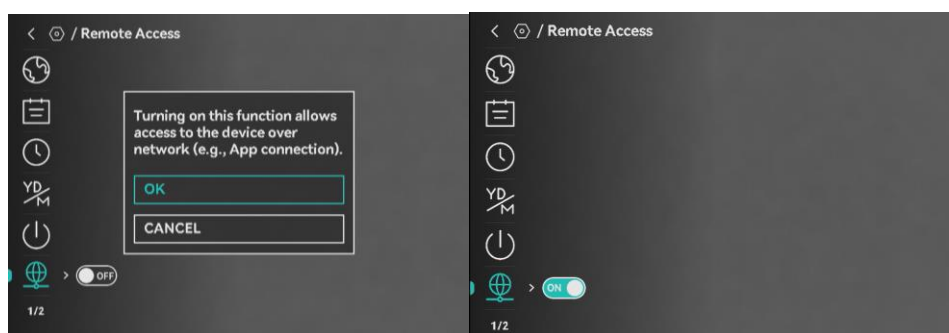 / Remote Access
Turning on this function allows
access to the device over
network (e.g., App connection).
OK
CANCEL
YD/M
OFF
1/2
/ Remote Access
YD/M
ON
1/2